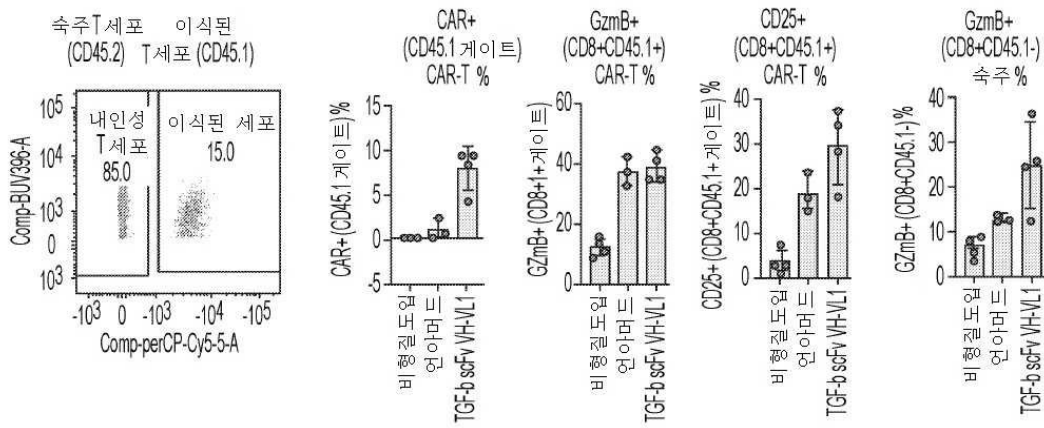 숙주 T 세포 이식된
(CD45.2) T세포 (CD45.1)
10⁵
10⁴
10³
0
10³
Comp-BUV396-A
내인성
T 세포
85.0
이식된 세포
15.0
-10³ 0 -10³ -10⁴ -10⁵
Comp-perCP-Cy5-5-A
CAR+
(CD45.1 게이트)
CAR-T %
CAR+ (CD45.1 게이트) %
15
10
5
0
-5
비형질도입
언아머드
TGF-b scFv VH-VL1
GzmB+
(CD8+CD45.1+)
CAR-T %
GZmB+ (CD8+1+게이트)%
60
40
20
0
비형질도입
언아머드
TGF-b scFv VH-VL1
CD25+
(CD8+CD45.1+)
CAR-T %
CD25+ (CD8+CD45.1+ 게이트) %
40
30
20
10
0
비형질도입
언아머드
TGF-b scFv VH-VL1
GzmB+
(CD8+CD45.1-)
숙주 %
GZmB+ (CD8+CD45.1-)%
40
30
20
10
0
비형질도입
언아머드
TGF-b scFv VH-VL1